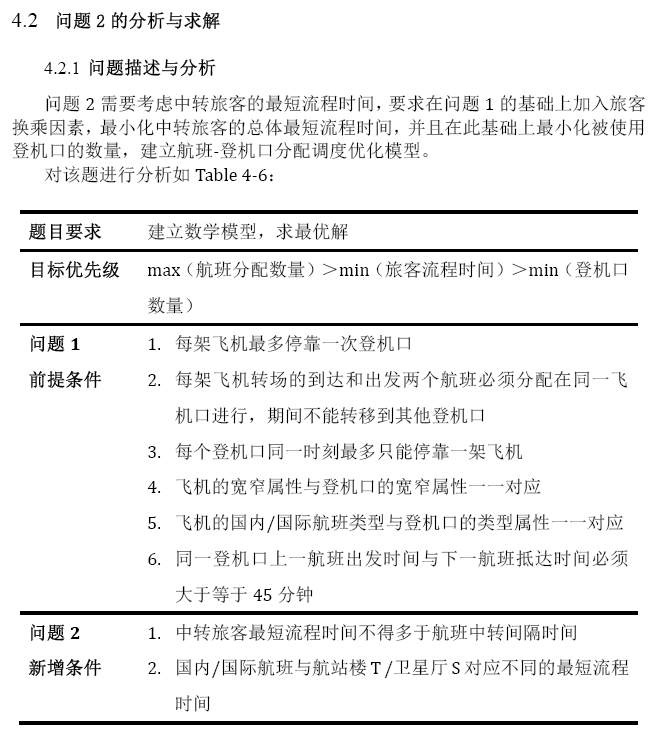 4.2 问题 2 的分析与求解
4.2.1 问题描述与分析
问题 2 需要考虑中转旅客的最短流程时间，要求在问题 1 的基础上加入旅客
换乘因素，最小化中转旅客的总体最短流程时间，并且在此基础上最小化被使用
登机口的数量，建立航班-登机口分配调度优化模型。
对该题进行分析如 Table 4-6：
题目要求 建立数学模型，求最优解
目标优先级 max（航班分配数量）＞min（旅客流程时间）＞min（登机口
数量）
问题 1 1. 每架飞机最多停靠一次登机口
前提条件 2. 每架飞机转场的到达和出发两个航班必须分配在同一飞
机口进行，期间不能转移到其他登机口
3. 每个登机口同一时刻最多只能停靠一架飞机
4. 飞机的宽窄属性与登机口的宽窄属性一一对应
5. 飞机的国内/国际航班类型与登机口的类型属性一一对应
6. 同一登机口上一航班出发时间与下一航班抵达时间必须
大于等于 45 分钟
问题 2 1. 中转旅客最短流程时间不得多于航班中转间隔时间
新增条件 2. 国内/国际航班与航站楼 T /卫星厅 S 对应不同的最短流程
时间